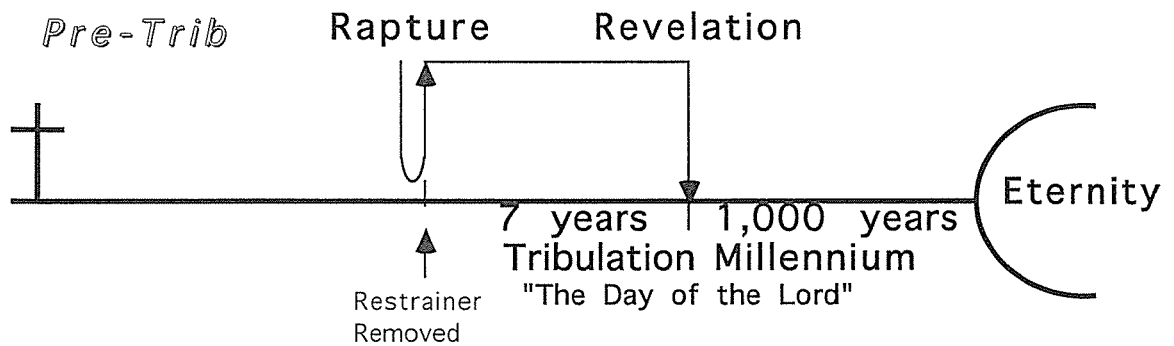 Pre-Trib
Rapture
Revelation
Eternity
7 years
1,000 years
Tribulation Millennium
"The Day of the Lord"
Restrainer
Removed